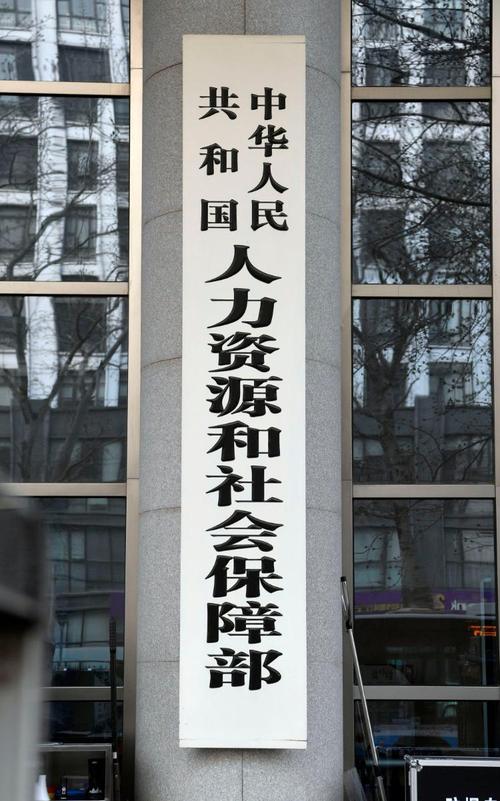 中华人民
共和国
人力资源和社会保障部